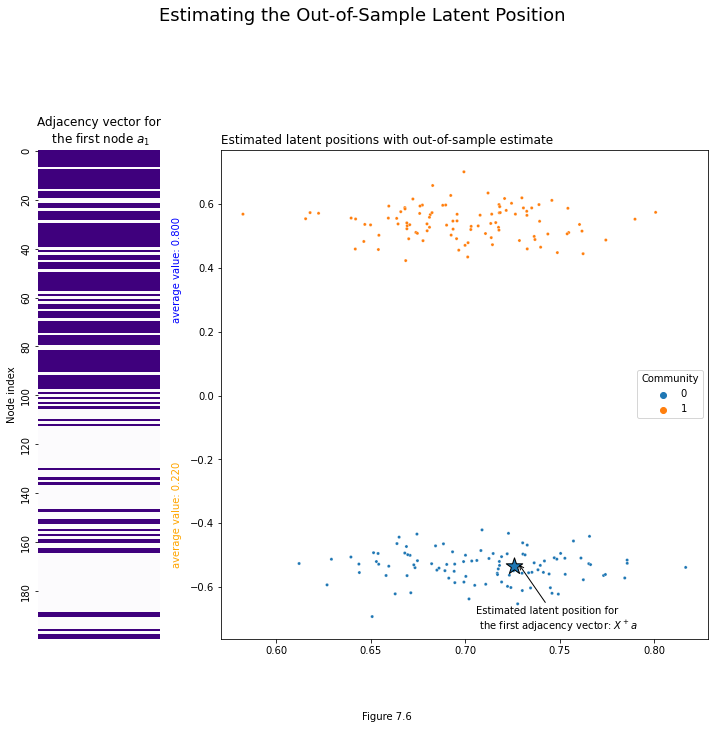 Estimating the Out-of-Sample Latent Position
Adjacency vector for
the first node a₁
Node index
0
20
40
60
80
100
120
140
160
180
average value: 0.800
average value: 0.220
Estimated latent positions with out-of-sample estimate
0.6
0.4
0.2
0.0
−0.2
−0.4
−0.6
0.60
0.65
0.70
0.75
0.80
Community
0
1
Estimated latent position for
the first adjacency vector: X⁺a
Figure 7.6